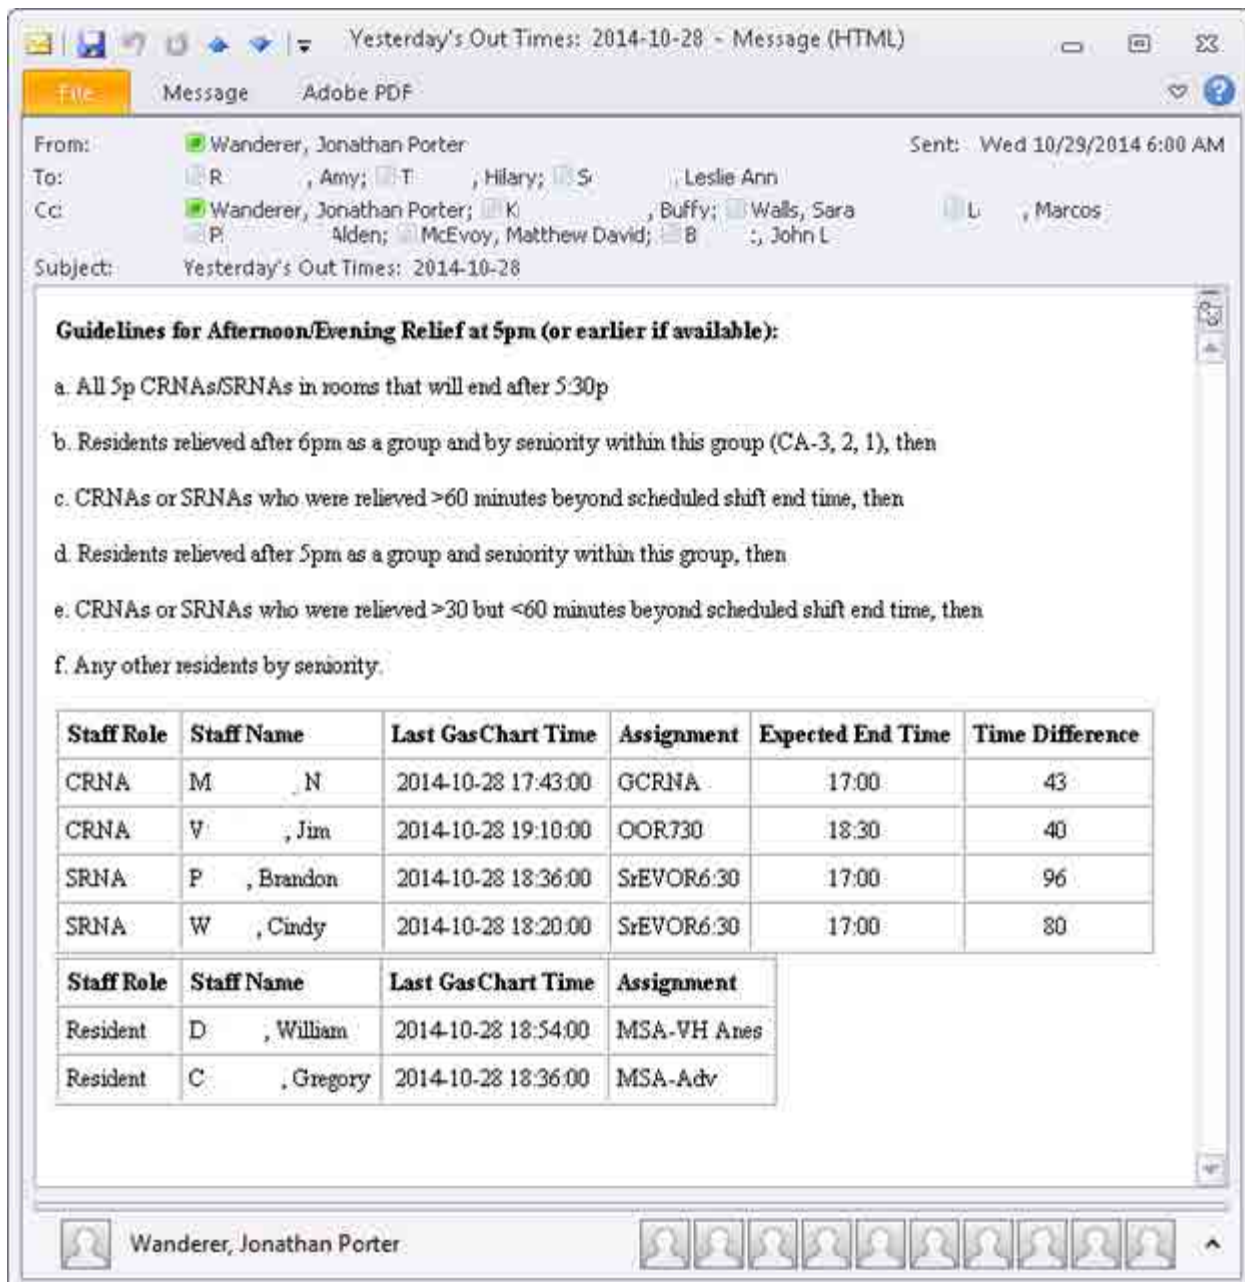 Yesterday's Out Times: 2014-10-28 - Message (HTML)
File Message Adobe PDF
From: Wanderer, Jonathan Porter Sent: Wed 10/29/2014 6:00 AM
To: R , Amy; T , Hilary; S , Leslie Ann
Cc: Wanderer, Jonathan Porter; K , Buffy; Walls, Sara L , Marcos
P Alden; McEvoy, Matthew David; B , John L
Subject: Yesterday's Out Times: 2014-10-28
Guidelines for Afternoon/Evening Relief at 5pm (or earlier if available):
a. All 5p CRNAs/SRNAs in rooms that will end after 5:30p
b. Residents relieved after 6pm as a group and by seniority within this group (CA-3, 2, 1), then
c. CRNAs or SRNAs who were relieved >60 minutes beyond scheduled shift end time, then
d. Residents relieved after 5pm as a group and seniority within this group, then
e. CRNAs or SRNAs who were relieved >30 but <60 minutes beyond scheduled shift end time, then
f. Any other residents by seniority.
Staff Role Staff Name Last GasChart Time Assignment Expected End Time Time Difference
CRNA M , N 2014-10-28 17:43:00 GCRNA 17:00 43
CRNA V , Jim 2014-10-28 19:10:00 OOR730 18:30 40
SRNA P , Brandon 2014-10-28 18:36:00 SrEVOR6:30 17:00 96
SRNA W , Cindy 2014-10-28 18:20:00 SrEVOR6:30 17:00 80
Staff Role Staff Name Last GasChart Time Assignment
Resident D , William 2014-10-28 18:54:00 MSA-VH Anes
Resident C , Gregory 2014-10-28 18:36:00 MSA-Adv
Wanderer, Jonathan Porter